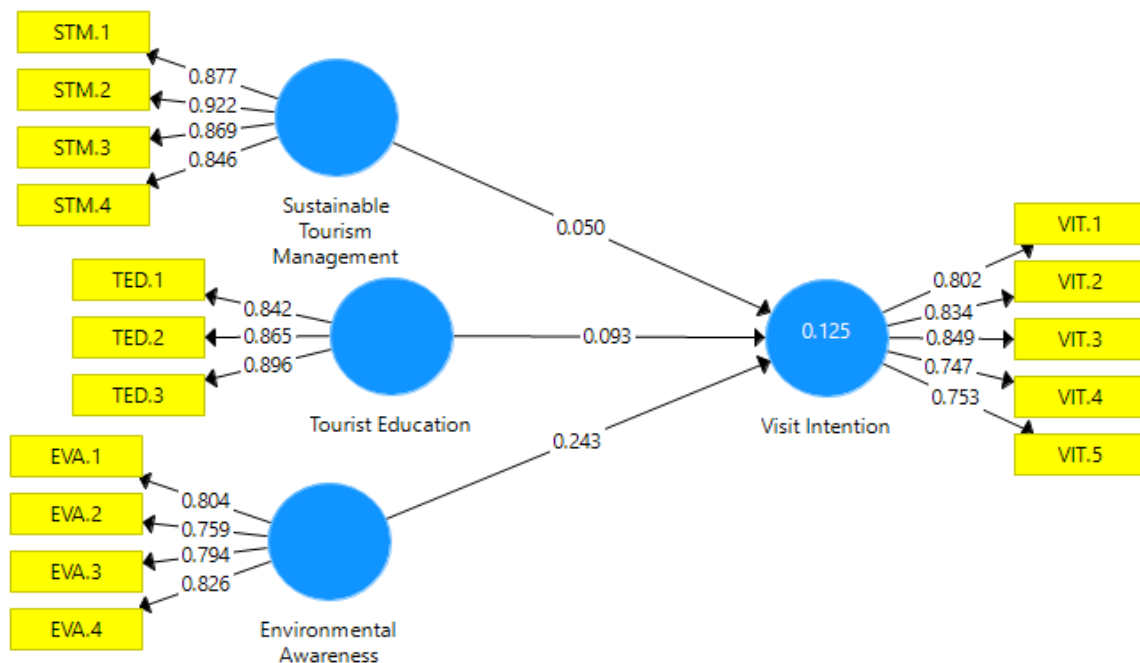 STM.1
STM.2
STM.3
STM.4
0.877
0.922
0.869
0.846
Sustainable
Tourism
Management
0.050
TED.1
TED.2
TED.3
0.842
0.865
0.896
Tourist Education
0.093
EVA.1
EVA.2
EVA.3
EVA.4
0.804
0.759
0.794
0.826
Environmental
Awareness
0.243
0.125
Visit Intention
0.802
0.834
0.849
0.747
0.753
VIT.1
VIT.2
VIT.3
VIT.4
VIT.5